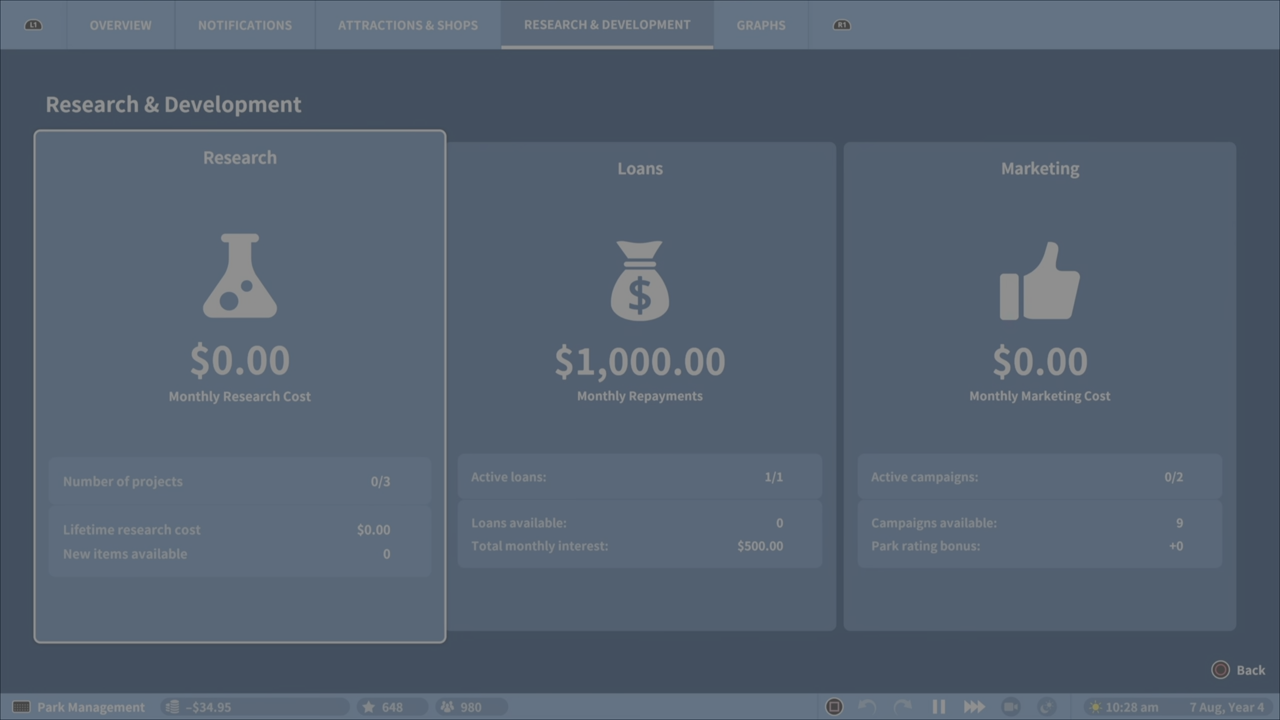 L1 OVERVIEW NOTIFICATIONS ATTRACTIONS & SHOPS RESEARCH & DEVELOPMENT GRAPHS R1
Research & Development
Research
$0.00
Monthly Research Cost
Number of projects 0/3
Lifetime research cost $0.00
New items available 0
Loans
$
$1,000.00
Monthly Repayments
Active loans: 1/1
Loans available: 0
Total monthly interest: $500.00
Marketing
$0.00
Monthly Marketing Cost
Active campaigns: 0/2
Campaigns available: 9
Park rating bonus: +0
Back
Park Management -$34.95 648 980 10:28 am 7 Aug, Year 4